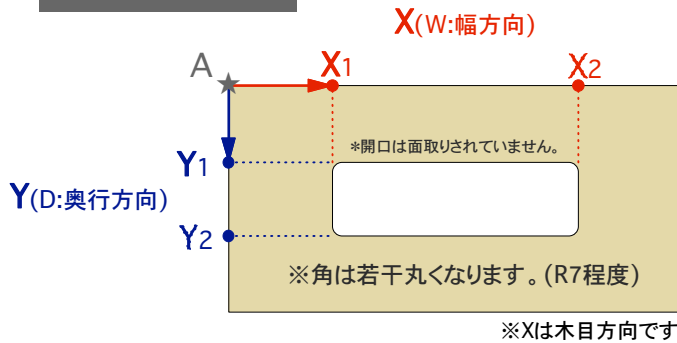 X(W:幅方向)
A
X1
X2
*開口は面取りされていません。
Y1
Y(D:奥行方向)
Y2
※角は若干丸くなります。(R7程度)
※Xは木目方向です